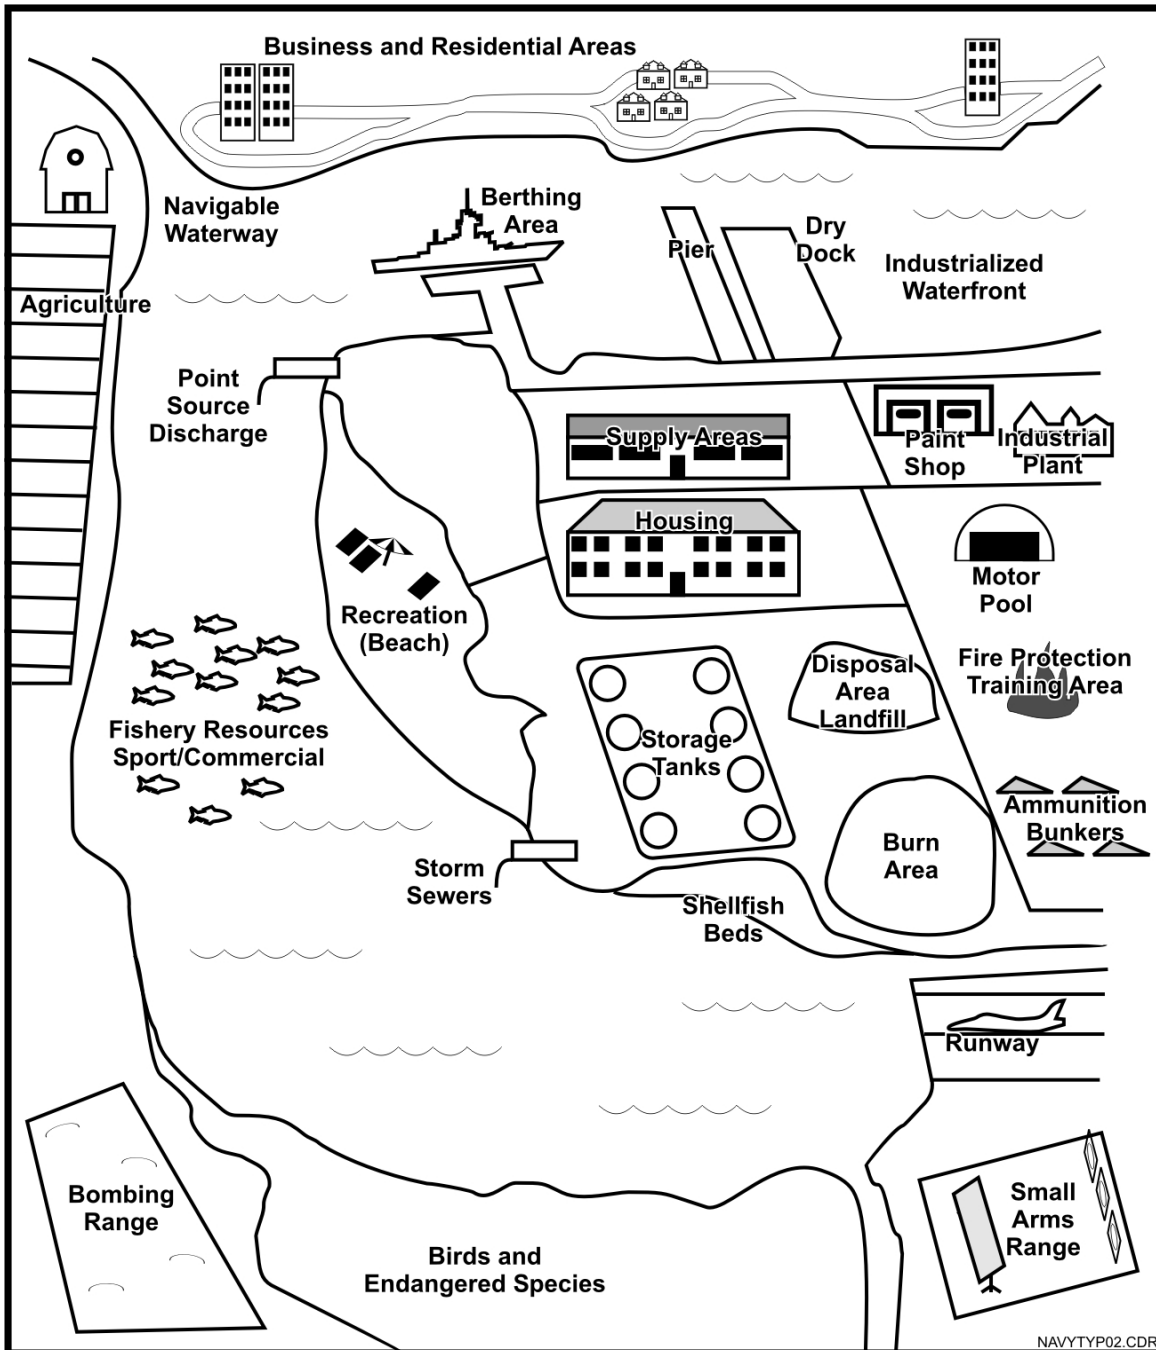 Business and Residential Areas
Navigable
Waterway
Berthing
Area
Pier
Dry
Dock
Industrialized
Waterfront
Agriculture
Point
Source
Discharge
Supply Areas
Paint
Shop
Industrial
Plant
Housing
Motor
Pool
Recreation
(Beach)
Disposal
Area
Landfill
Fire Protection
Training Area
Fishery Resources
Sport/Commercial
Storage
Tanks
Ammunition
Bunkers
Burn
Area
Storm
Sewers
Shellfish
Beds
Runway
Bombing
Range
Small
Arms
Range
Birds and
Endangered Species
NAVYTYP02.CDR